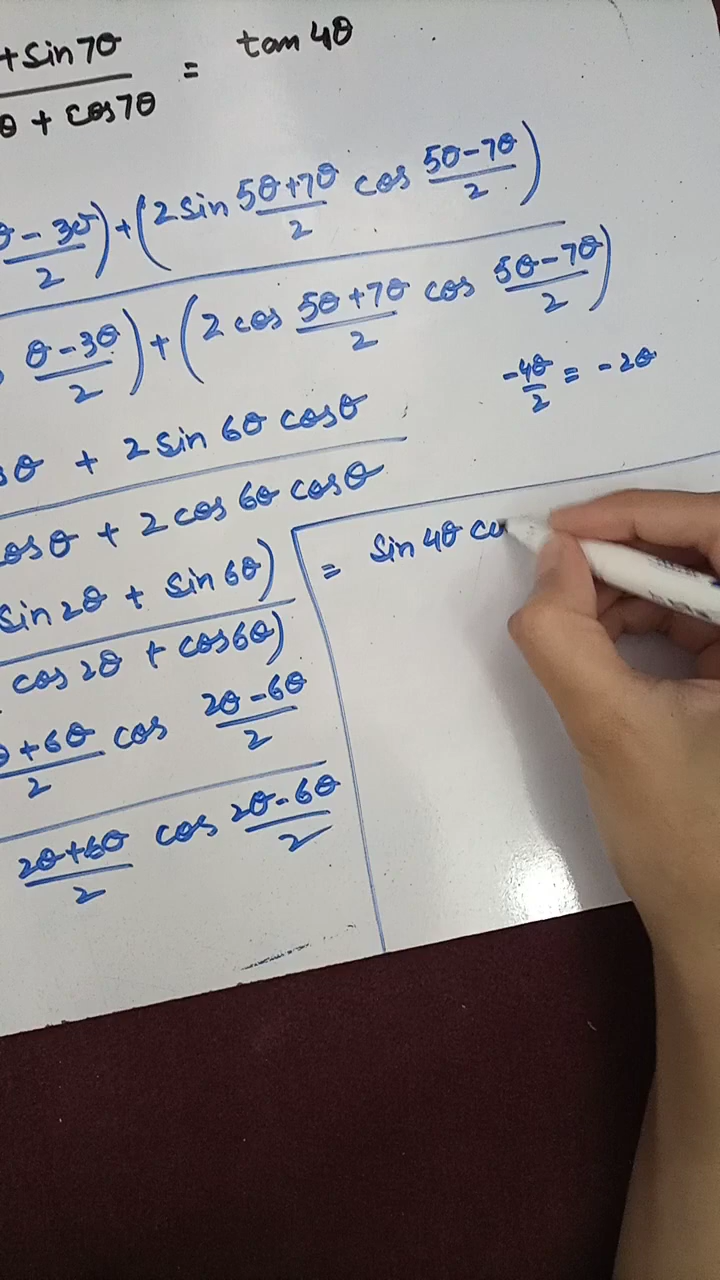 + sin 7θ = tan 4θ
θ + cos 7θ
θ - 3θ / 2 ) + ( 2 sin 5θ + 7θ / 2 cos 5θ - 7θ / 2 )
θ - 3θ / 2 ) + ( 2 cos 5θ + 7θ / 2 cos 5θ - 7θ / 2 )
-4θ / 2 = -2θ
θ + 2 sin 6θ cos θ
os θ + 2 cos 6θ cos θ
sin 2θ + sin 6θ )
cos 2θ + cos 6θ )
+ 6θ / 2 cos 2θ - 6θ / 2
2θ + 6θ / 2 cos 2θ - 6θ / 2
= sin 4θ co